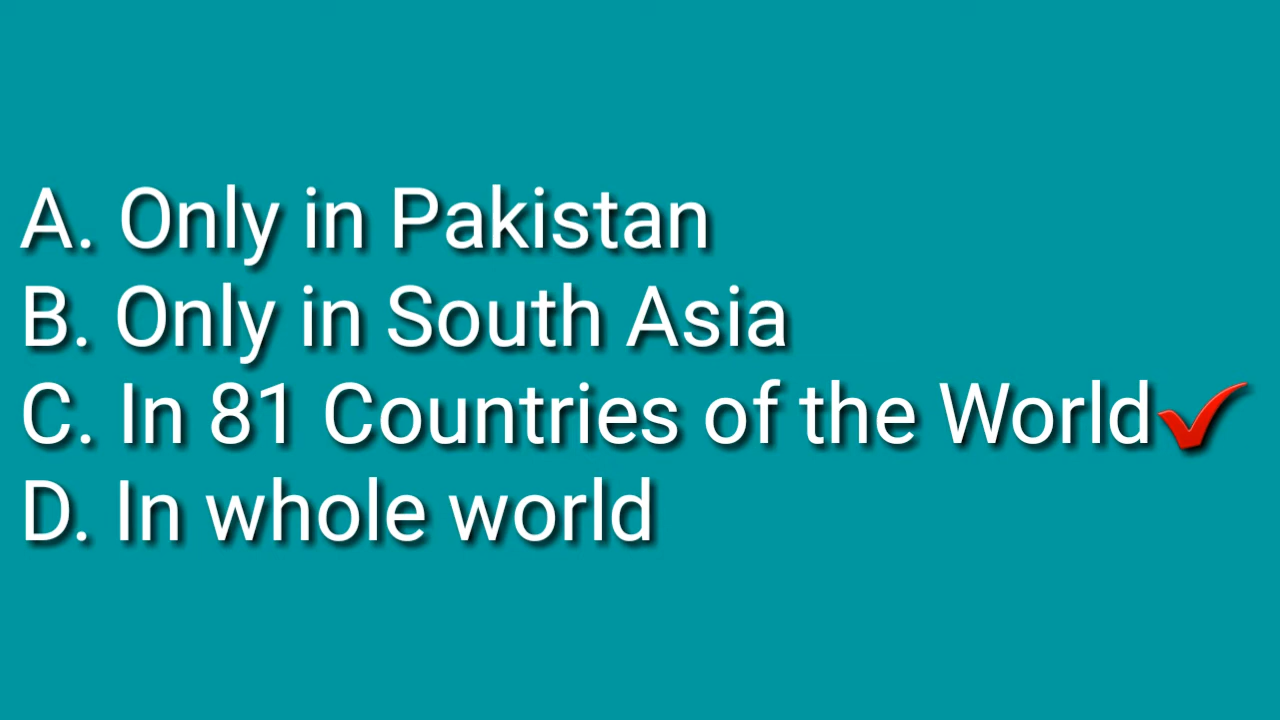 A. Only in Pakistan
B. Only in South Asia
C. In 81 Countries of the World
D. In whole world